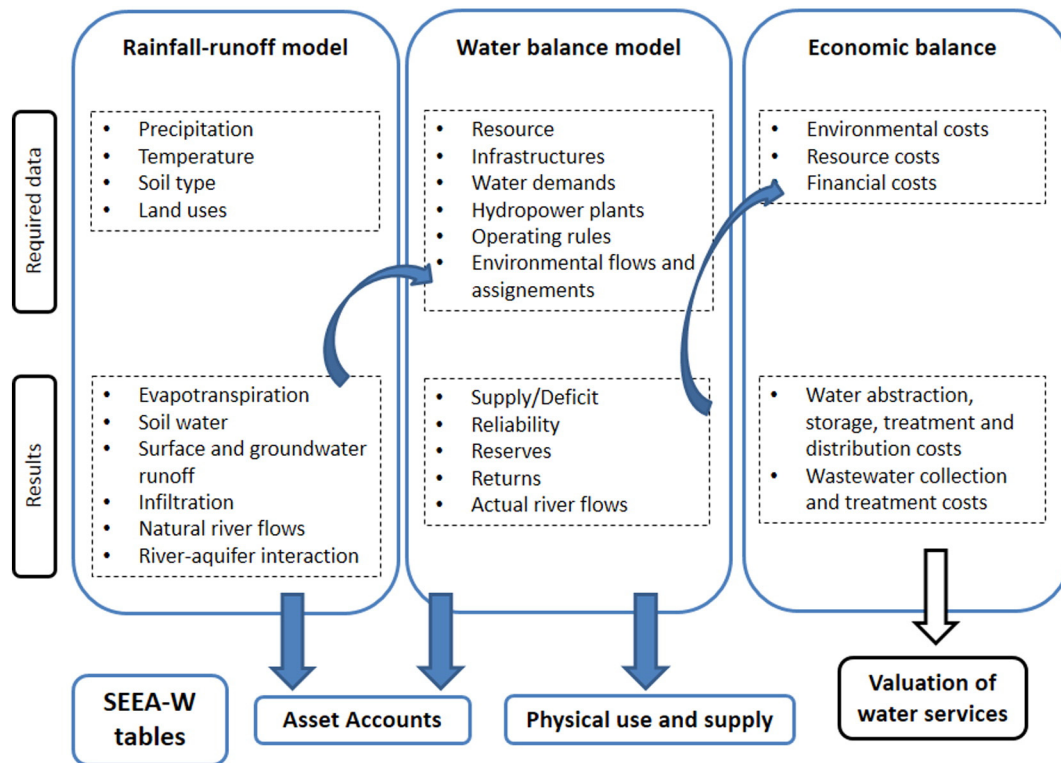 Rainfall-runoff model
Water balance model
Economic balance
Required data
• Precipitation
• Temperature
• Soil type
• Land uses
• Resource
• Infrastructures
• Water demands
• Hydropower plants
• Operating rules
• Environmental flows and
assignements
• Environmental costs
• Resource costs
• Financial costs
Results
• Evapotranspiration
• Soil water
• Surface and groundwater
runoff
• Infiltration
• Natural river flows
• River-aquifer interaction
• Supply/Deficit
• Reliability
• Reserves
• Returns
• Actual river flows
• Water abstraction,
storage, treatment and
distribution costs
• Wastewater collection
and treatment costs
SEEA-W
tables
Asset Accounts
Physical use and supply
Valuation of
water services